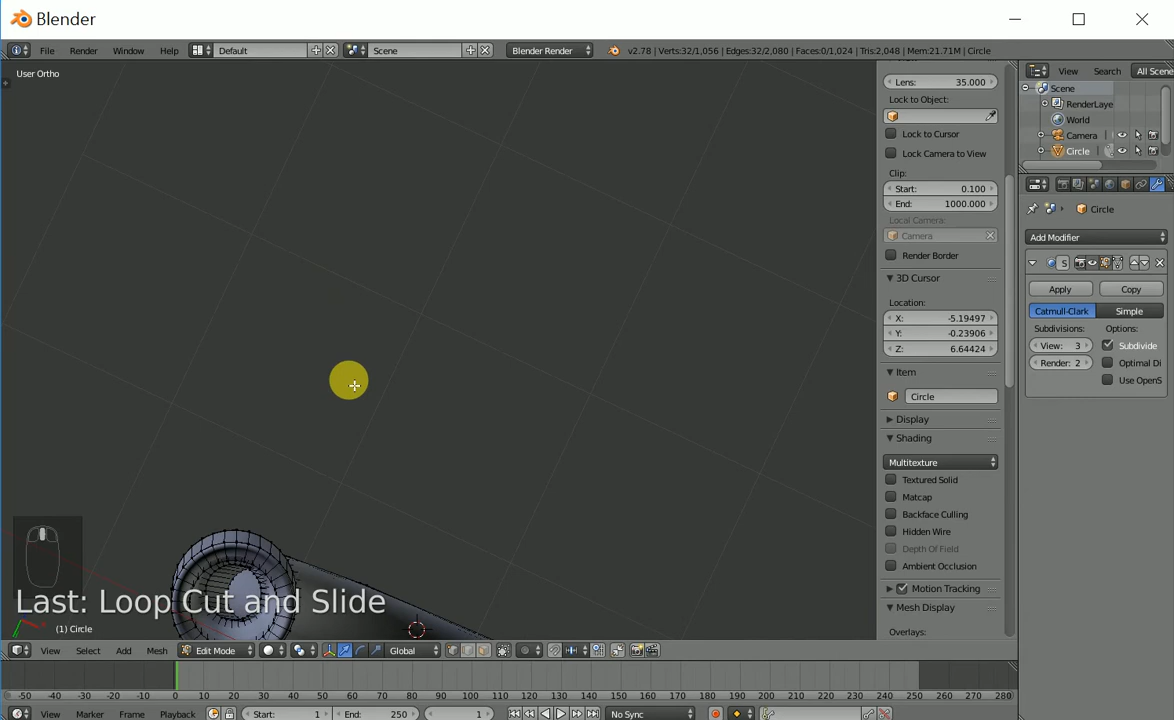 Blender
File Render Window Help Default Scene Blender Render v2.78 | Verts:32/1,056 | Edges:32/2,080 | Faces:0/1,024 | Tris:2,048 | Mem:21.71M | Circle
User Ortho
Lens: 35.000
Lock to Object:
Lock to Cursor
Lock Camera to View
Clip:
Start: 0.100
End: 1000.000
Local Camera:
Camera
Render Border
3D Cursor
Location:
X: -5.19497
Y: -0.23906
Z: 6.64424
Item
Circle
Display
Shading
Multitexture
Textured Solid
Matcap
Backface Culling
Hidden Wire
Depth Of Field
Ambient Occlusion
Motion Tracking
Mesh Display
Overlays:
View Search All Scene
Scene
RenderLaye
World
Camera
Circle
Circle
Add Modifier
S
Apply Copy
Catmull-Clark Simple
Subdivisions: Options:
View: 3 Subdivide
Render: 2 Optimal Di
Use OpenS
Last: Loop Cut and Slide
(1) Circle
View Select Add Mesh Edit Mode Global
-50 -40 -30 -20 -10 0 10 20 30 40 50 60 70 80 90 100 110 120 130 140 150 160 170 180 190 200 210 220 230 240 250 260 270 280
View Marker Frame Playback Start: 1 End: 250 1 No Sync